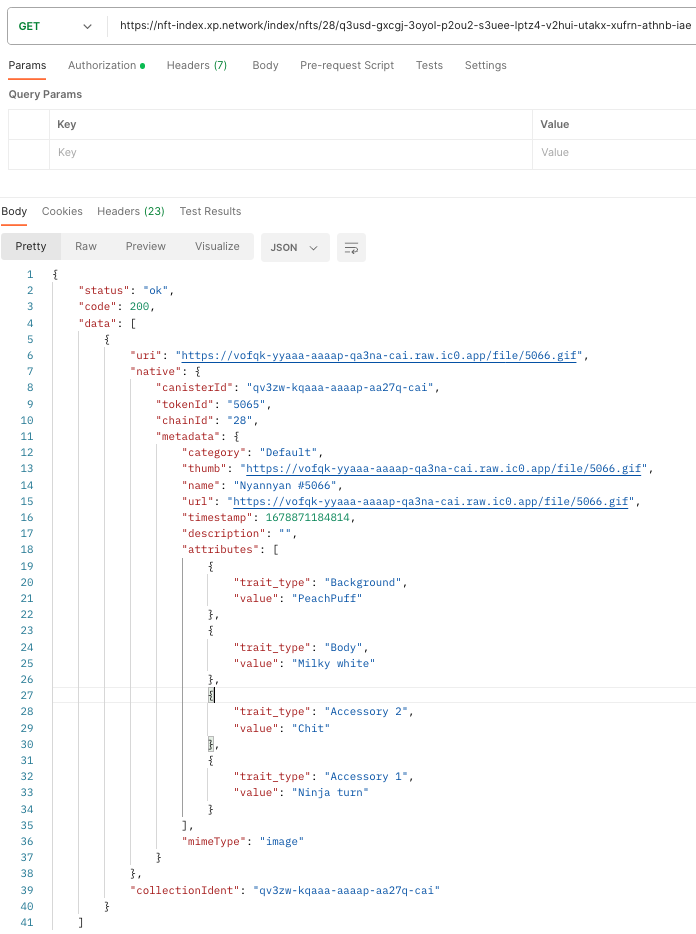 GET https://nft-index.xp.network/index/nfts/28/q3usd-gxcgj-3oyol-p2ou2-s3uee-lptz4-v2hui-utakx-xufrn-athnb-iae
Params Authorization Headers (7) Body Pre-request Script Tests Settings
Query Params
Key Value
Key Value
Body Cookies Headers (23) Test Results
Pretty Raw Preview Visualize JSON
1 {
2 "status": "ok",
3 "code": 200,
4 "data": [
5 {
6 "uri": "https://vofqk-yyaaa-aaaap-qa3na-cai.raw.ic0.app/file/5066.gif",
7 "native": {
8 "canisterId": "qv3zw-kqaaa-aaaap-aa27q-cai",
9 "tokenId": "5065",
10 "chainId": "28",
11 "metadata": {
12 "category": "Default",
13 "thumb": "https://vofqk-yyaaa-aaaap-qa3na-cai.raw.ic0.app/file/5066.gif",
14 "name": "Nyannyan #5066",
15 "url": "https://vofqk-yyaaa-aaaap-qa3na-cai.raw.ic0.app/file/5066.gif",
16 "timestamp": 1678871184814,
17 "description": "",
18 "attributes": [
19 {
20 "trait_type": "Background",
21 "value": "PeachPuff"
22 },
23 {
24 "trait_type": "Body",
25 "value": "Milky white"
26 },
27 {
28 "trait_type": "Accessory 2",
29 "value": "Chit"
30 },
31 {
32 "trait_type": "Accessory 1",
33 "value": "Ninja turn"
34 }
35 ],
36 "mimeType": "image"
37 }
38 },
39 "collectionIdent": "qv3zw-kqaaa-aaaap-aa27q-cai"
40 }
41 ]